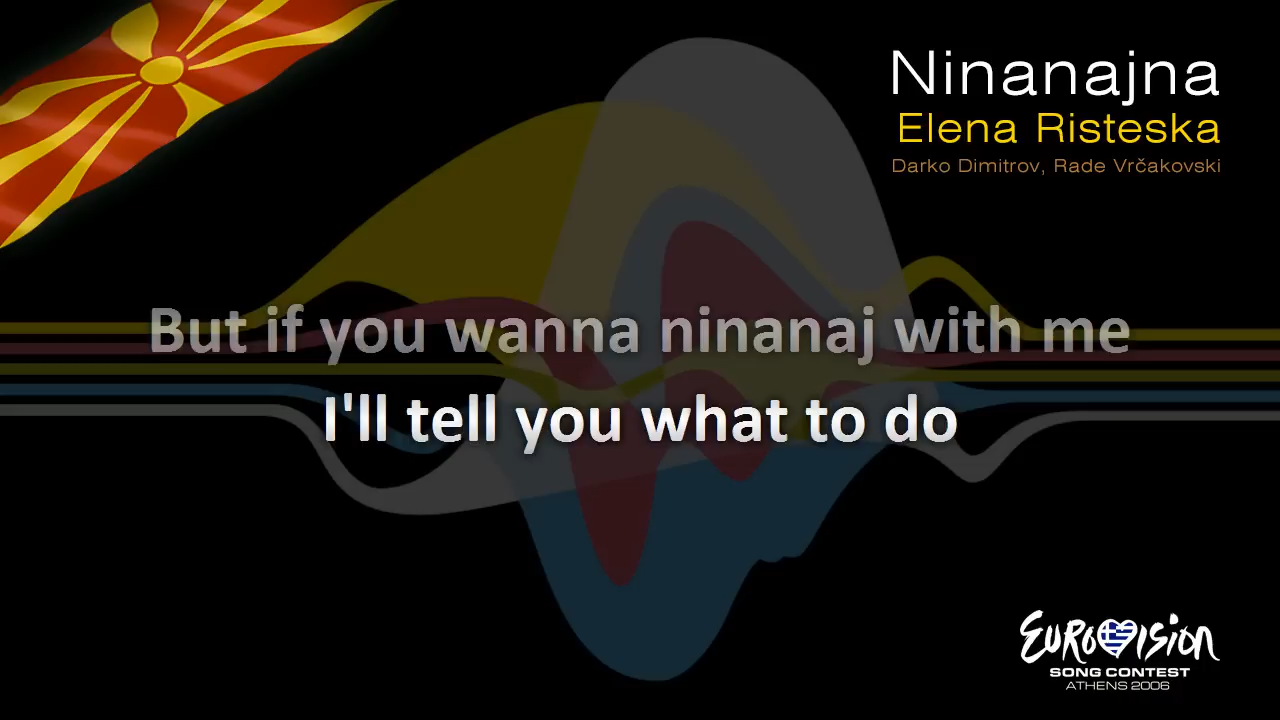 Ninanajna
Elena Risteska
Darko Dimitrov, Rade Vrčakovski
But if you wanna ninanaj with me
I'll tell you what to do
EUROVISION
SONG CONTEST
ATHENS 2006